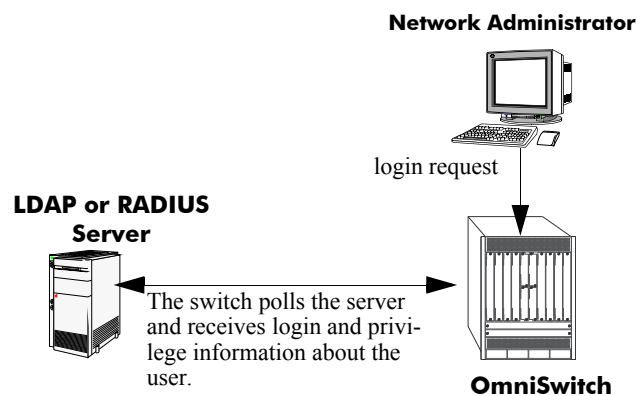 Network Administrator
login request
LDAP or RADIUS
Server
The switch polls the server
and receives login and privi-
lege information about the
user.
OmniSwitch